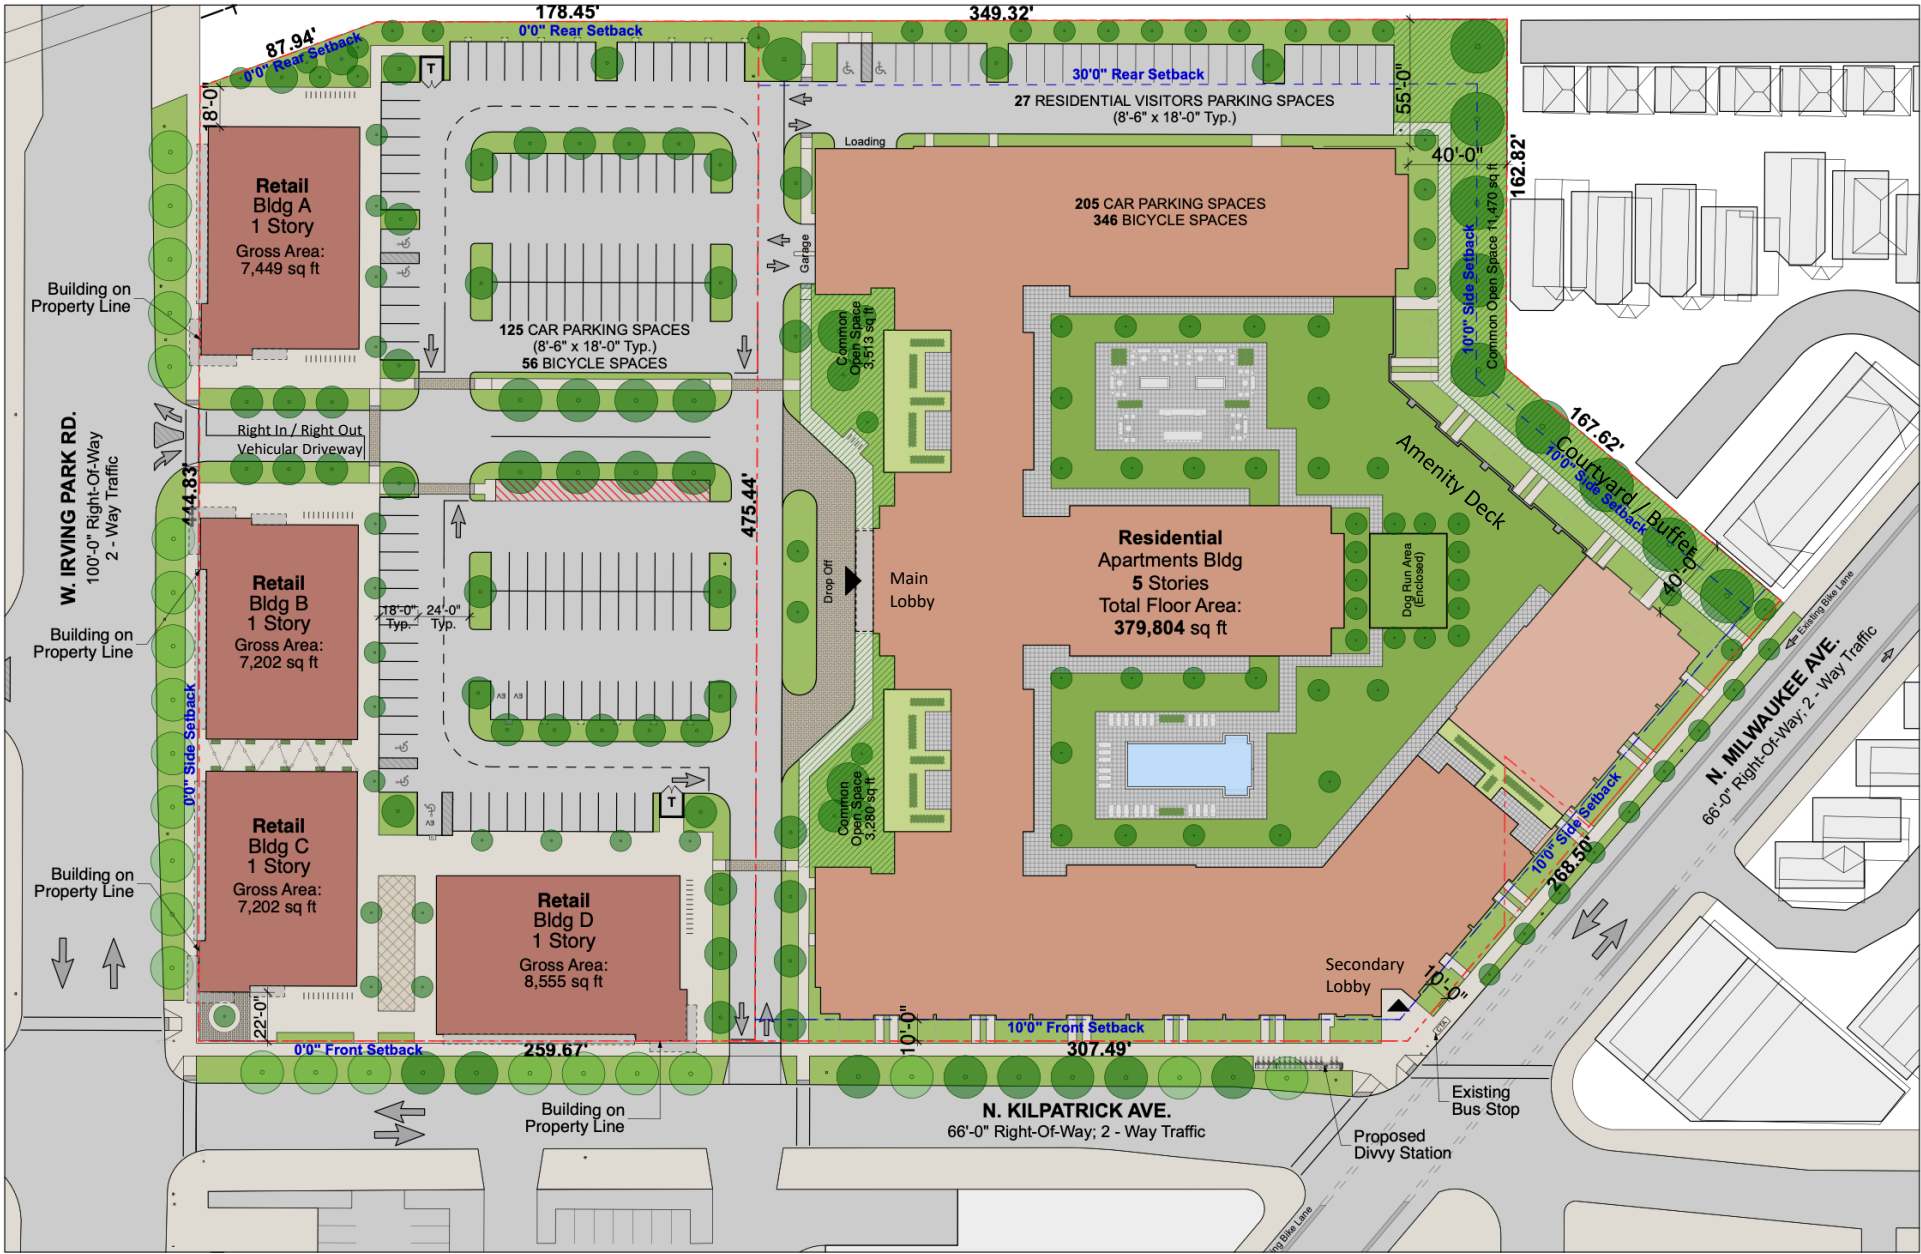 178.45'
349.32'
87.94'
0'0" Rear Setback
0'0" Rear Setback
T
30'0" Rear Setback
27 RESIDENTIAL VISITORS PARKING SPACES
(8'-6" x 18'-0" Typ.)
55'-0"
18'-0"
Loading
40'-0"
162.82'
Retail
Bldg A
1 Story
Gross Area:
7,449 sq ft
205 CAR PARKING SPACES
346 BICYCLE SPACES
Garage
10'0" Side Setback
Common Open Space 11,470 sq ft
Building on
Property Line
125 CAR PARKING SPACES
(8'-6" x 18'-0" Typ.)
56 BICYCLE SPACES
Common
Open Space
3,513 sq ft
W. IRVING PARK RD.
100'-0" Right-Of-Way
2 - Way Traffic
Right In / Right Out
Vehicular Driveway
444.83'
475.44'
167.62'
Courtyard / Buffer
10'0" Side Setback
Amenity Deck
40'-0"
Residential
Apartments Bldg
5 Stories
Total Floor Area:
379,804 sq ft
Dog Run Area
(Enclosed)
Drop Off
Main
Lobby
Retail
Bldg B
1 Story
Gross Area:
7,202 sq ft
Building on
Property Line
18'-0"
Typ.
24'-0"
Typ.
EV
EV
Existing Bike Lane
N. MILWAUKEE AVE.
66'-0" Right-Of-Way; 2 - Way Traffic
0'0" Side Setback
Common
Open Space
3,280 sq ft
T
EV
10'0" Side Setback
268.50'
Retail
Bldg C
1 Story
Gross Area:
7,202 sq ft
Building on
Property Line
Retail
Bldg D
1 Story
Gross Area:
8,555 sq ft
Secondary
Lobby
10'-0"
22'-0"
10'-0"
CTA
0'0" Front Setback
259.67'
10'0" Front Setback
307.49'
Building on
Property Line
N. KILPATRICK AVE.
66'-0" Right-Of-Way; 2 - Way Traffic
Existing
Bus Stop
Proposed
Divvy Station
ng Bike Lane